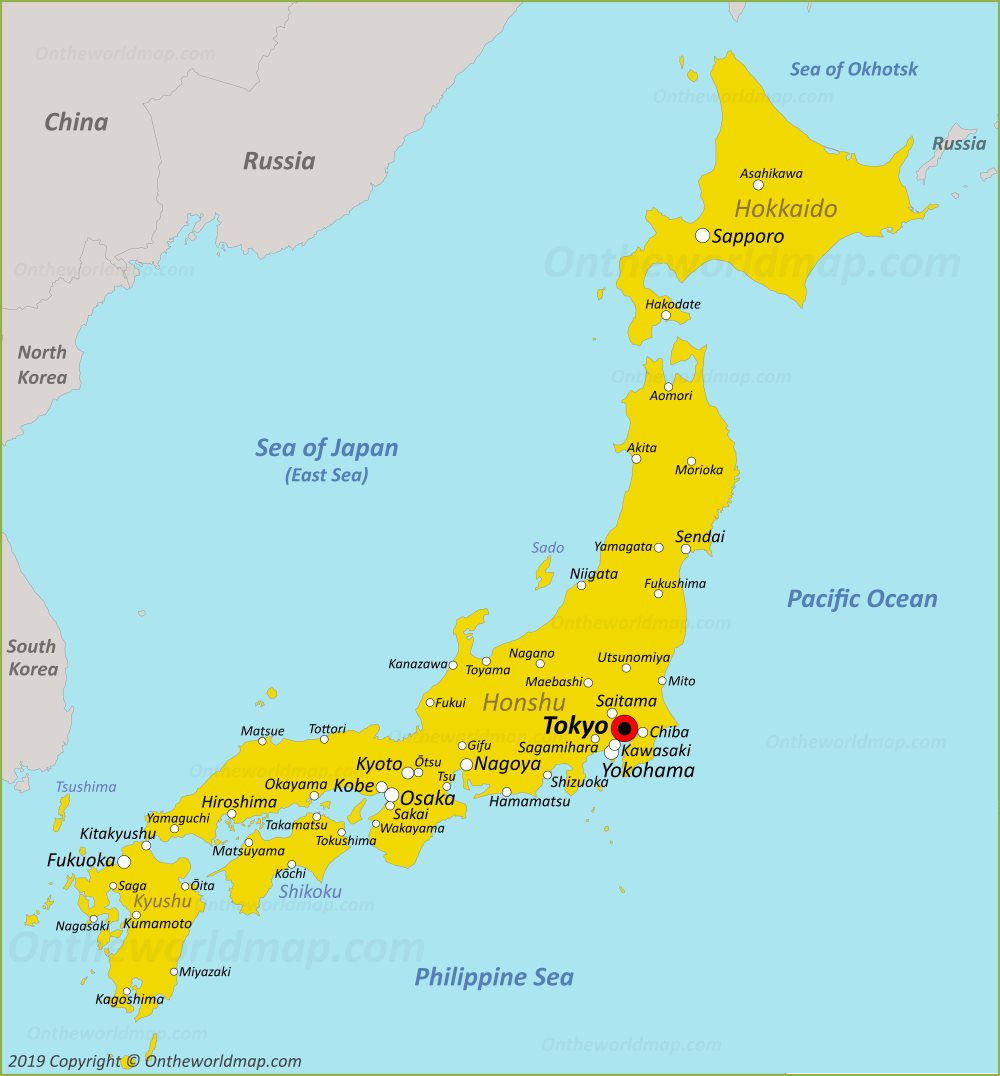 Ontheworldmap.com
Sea of Okhotsk
Ontheworldmap.com
China
Russia
Russia
Asahikawa
Hokkaido
Sapporo
Ontheworldmap.com
Ontheworldmap.com
Hakodate
North
Korea
Ontheworldmap.com
Aomori
Sea of Japan
(East Sea)
Akita
Morioka
Sendai
Yamagata
Sado
Niigata
Fukushima
Pacific Ocean
Ontheworldmap.com
South
Korea
Nagano
Utsunomiya
Kanazawa
Toyama
Maebashi
Mito
Fukui
Honshu
Saitama
Tokyo
Chiba
Matsue
Tottori
Gifu
Sagamihara
Kawasaki
Ontheworldmap.com
Kyoto
Ōtsu
Nagoya
Yokohama
Ontheworldmap.com
Tsu
Shizuoka
Tsushima
Okayama
Kobe
Osaka
Hamamatsu
Hiroshima
Sakai
Yamaguchi
Takamatsu
Wakayama
Kitakyushu
Tokushima
Matsuyama
Fukuoka
Kōchi
Saga
Ōita
Shikoku
Kyushu
Ontheworldmap.com
Nagasaki
Kumamoto
Ontheworldmap.com
Miyazaki
Philippine Sea
Kagoshima
Ontheworldmap.com
Ontheworldmap.com
2019 Copyright © Ontheworldmap.com